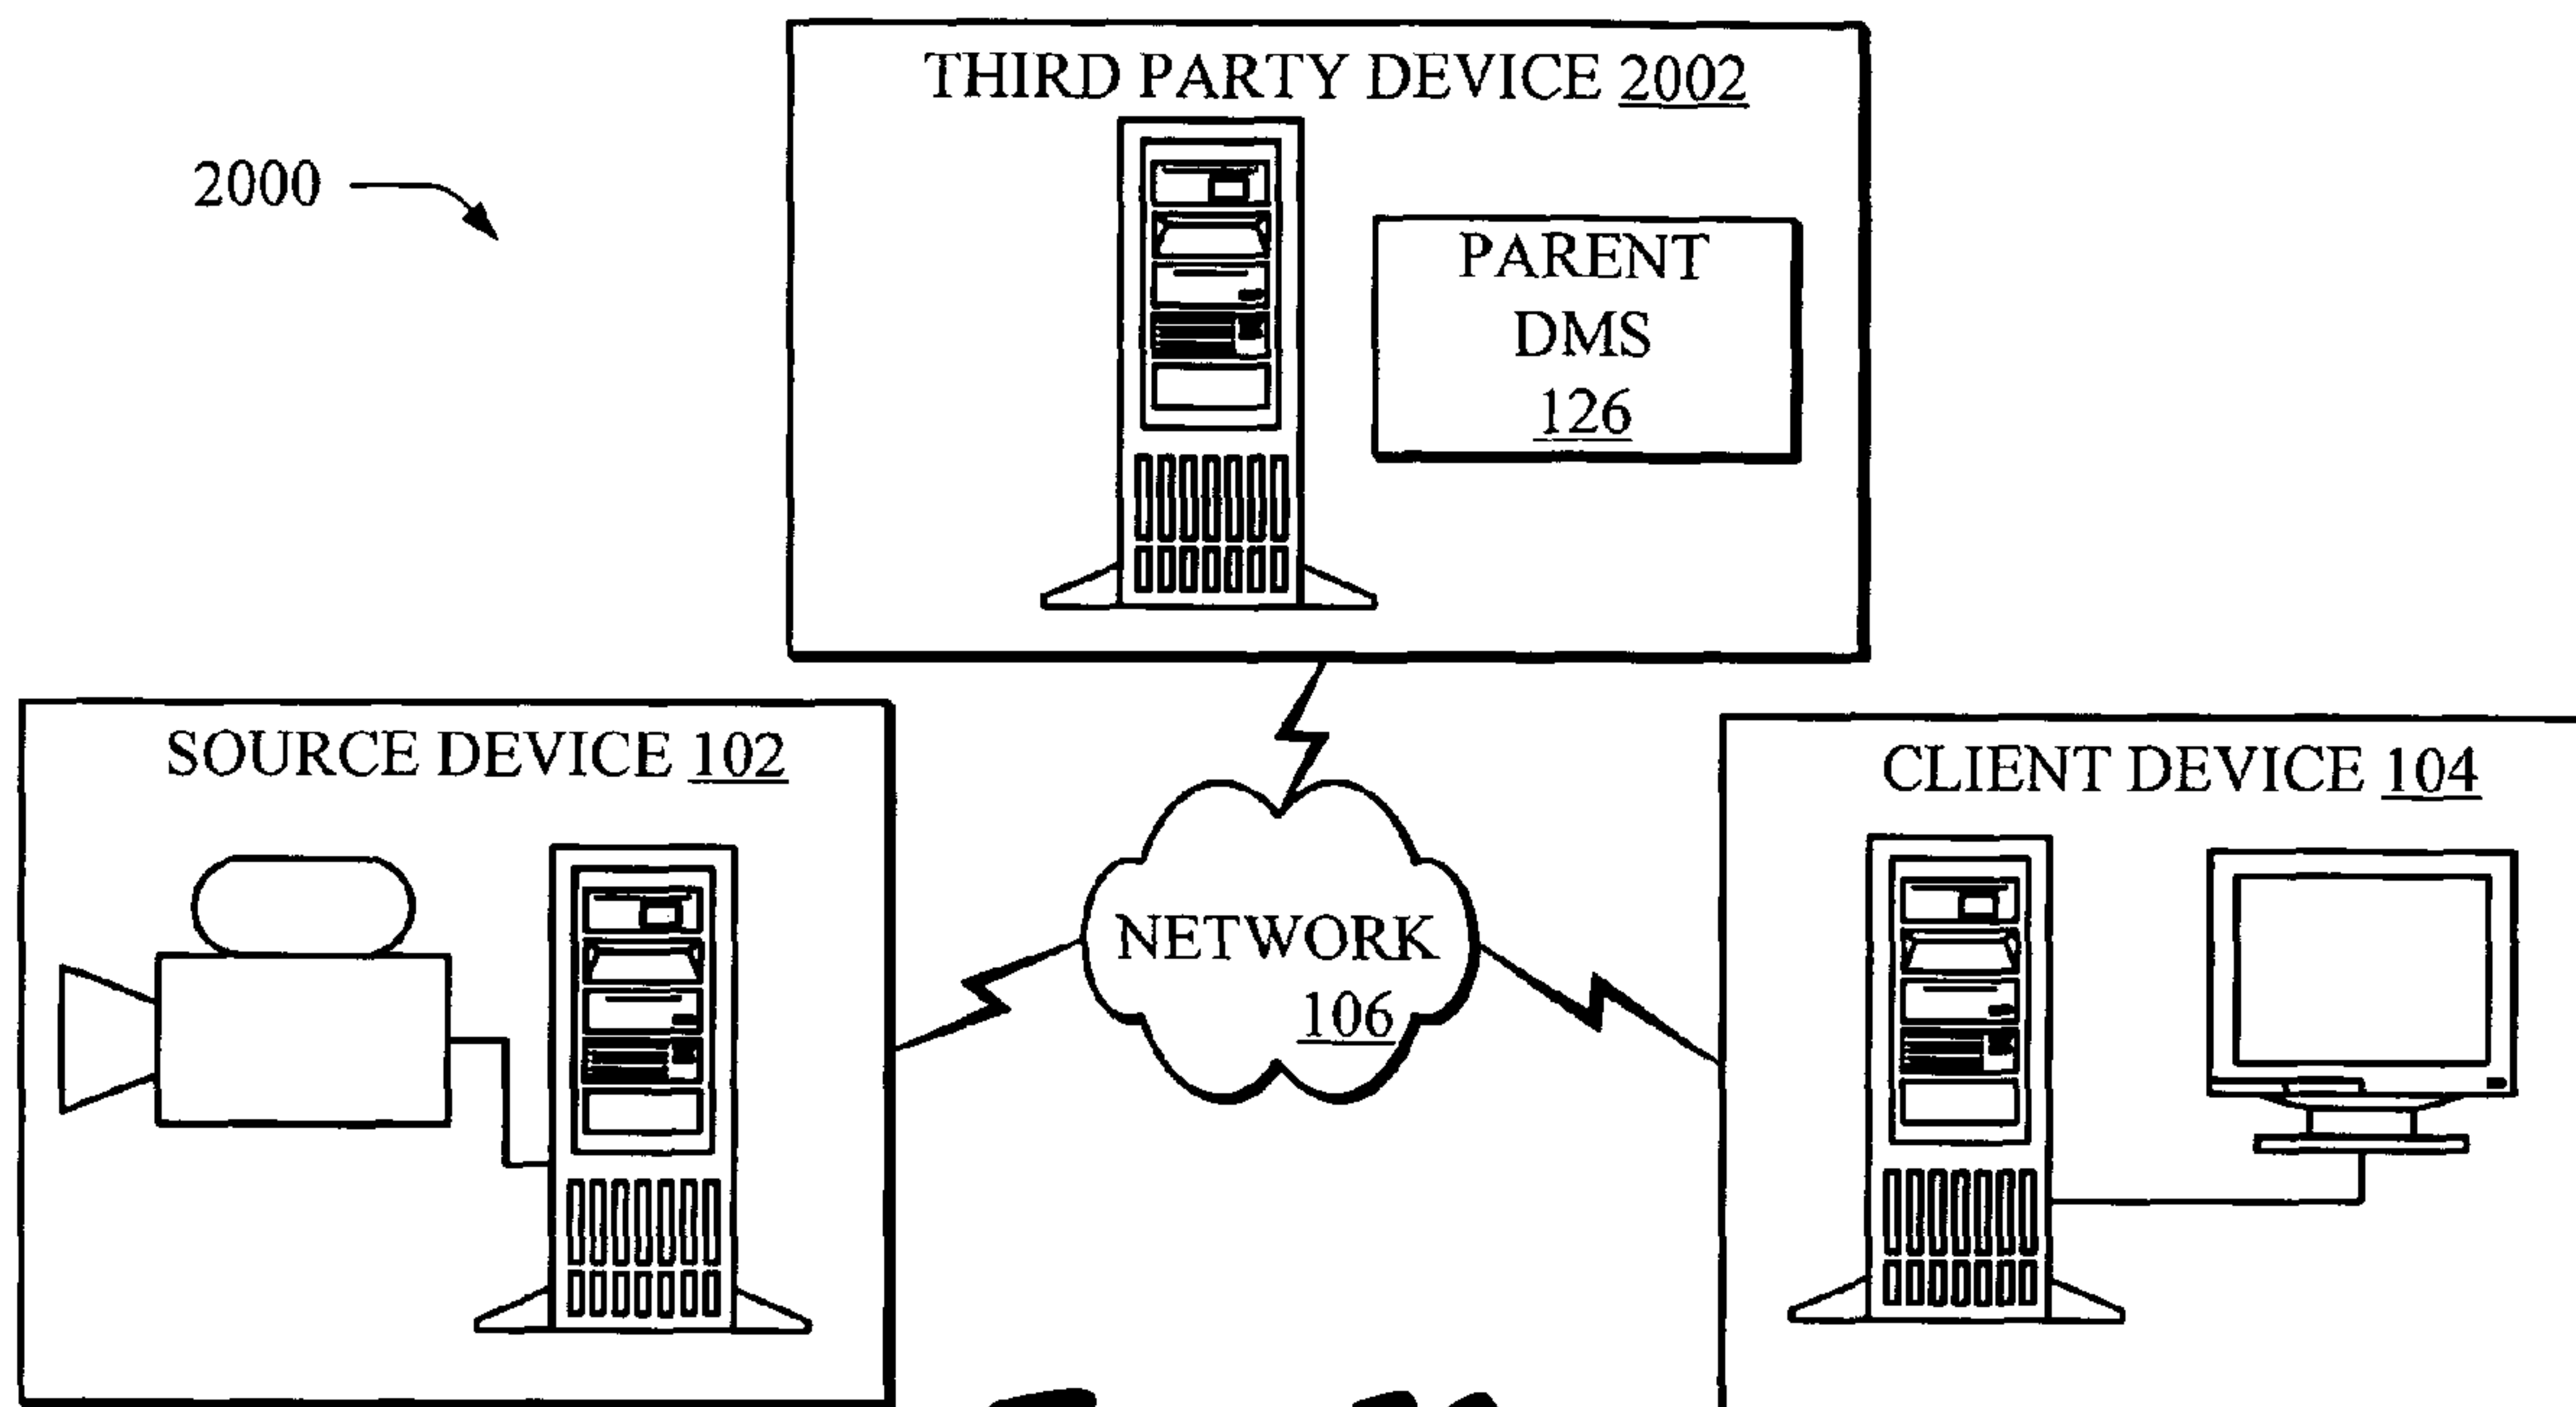 2000
THIRD PARTY DEVICE 2002
PARENT
DMS
126
SOURCE DEVICE 102
NETWORK
106
CLIENT DEVICE 104